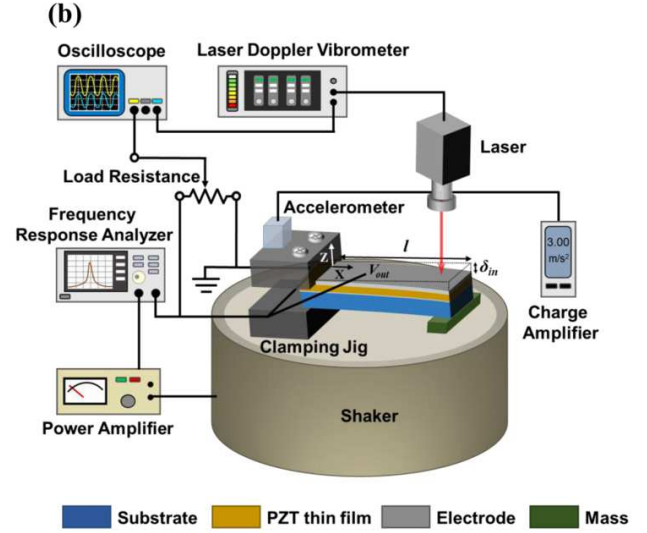 (b)
Oscilloscope
Laser Doppler Vibrometer
Laser
Load Resistance
Accelerometer
Frequency
Response Analyzer
l
Z
X
V_out
δ_in
3.00
m/s²
Charge
Amplifier
Clamping Jig
Power Amplifier
Shaker
Substrate
PZT thin film
Electrode
Mass